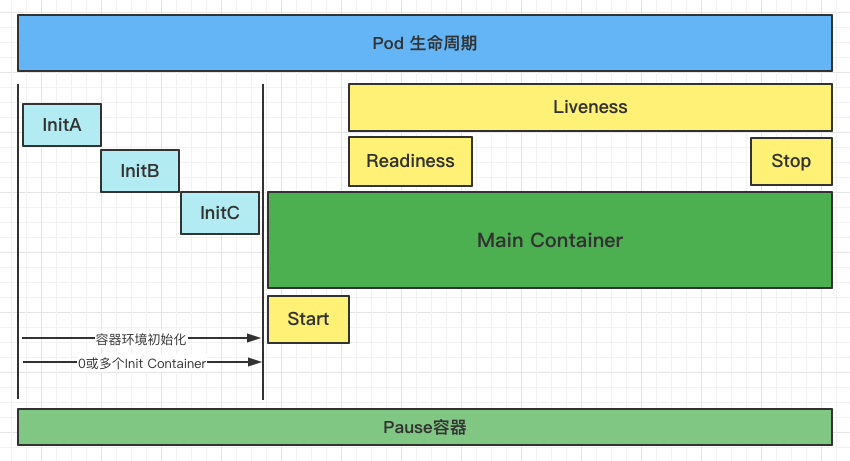 Pod 生命周期
Liveness
InitA
Readiness
Stop
InitB
InitC
Main Container
Start
容器环境初始化
0或多个Init Container
Pause容器